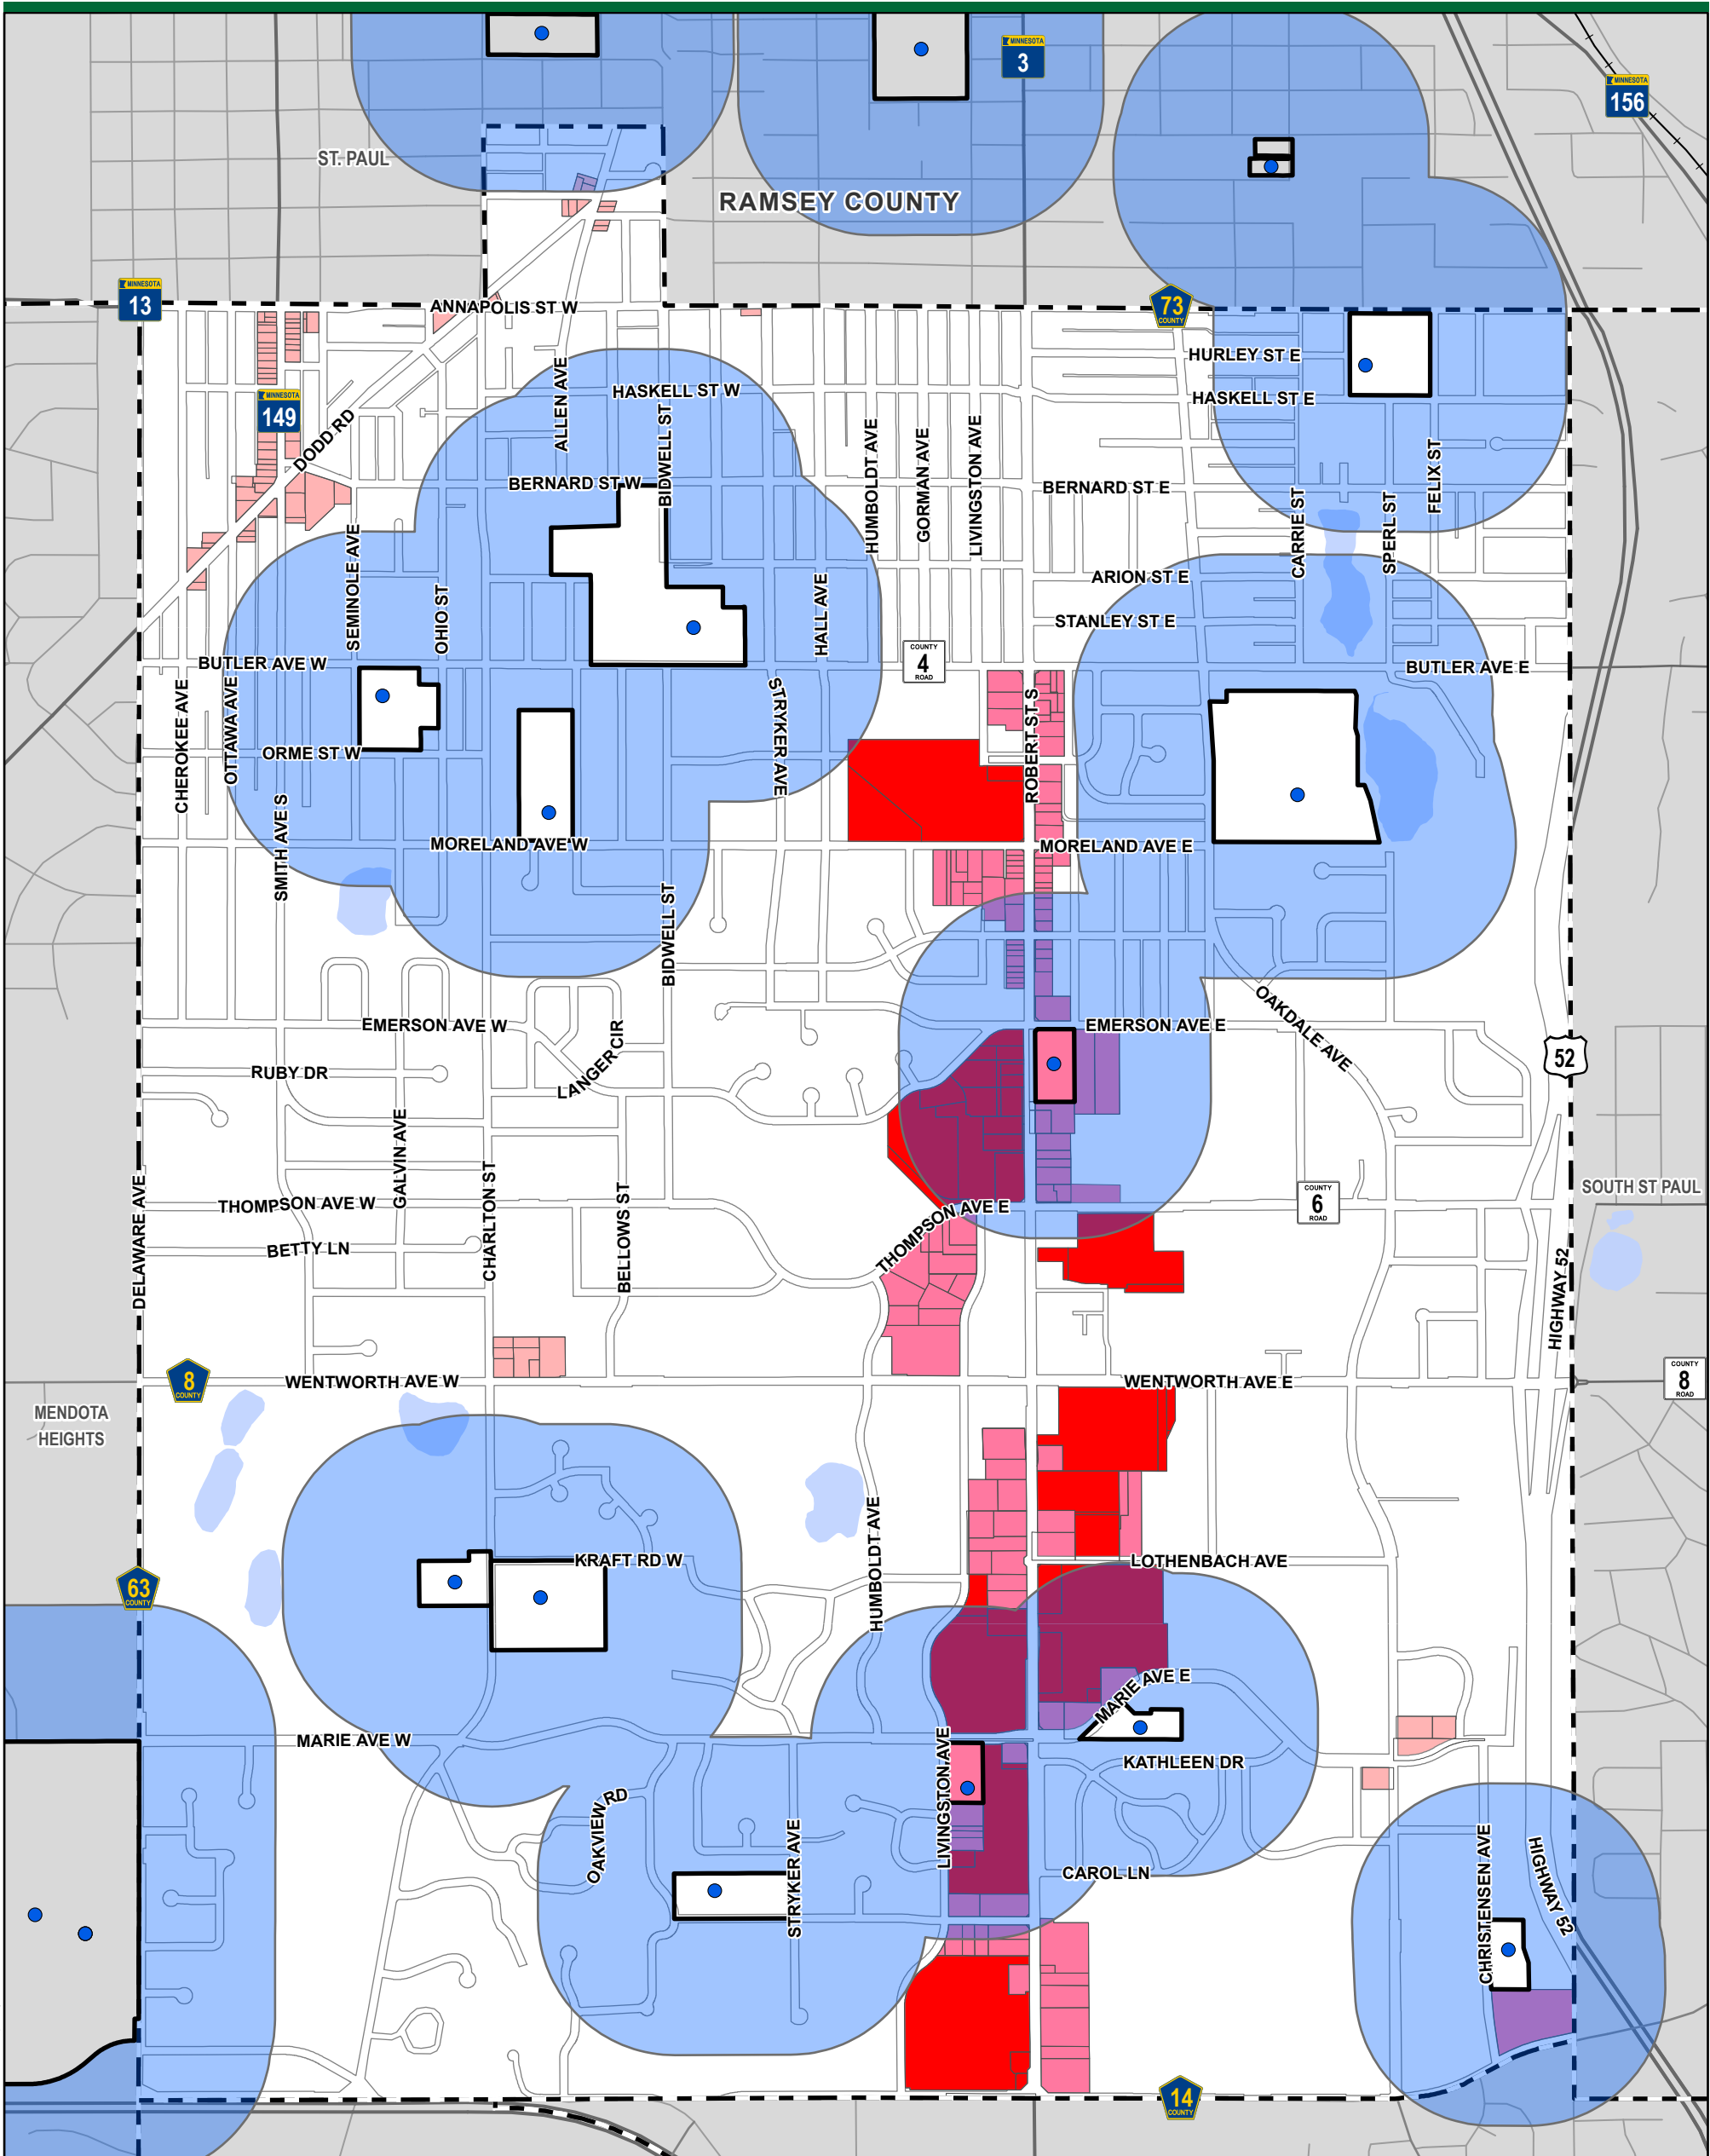 MINNESOTA
3
MINNESOTA
156
ST. PAUL
RAMSEY COUNTY
MINNESOTA
13
ANNAPOLIS ST W
73
COUNTY
HURLEY ST E
HASKELL ST W
HASKELL ST E
ALLEN AVE
MINNESOTA
149
DODD RD
BIDWELL ST
HUMBOLDT AVE
GORMAN AVE
LIVINGSTON AVE
FELIX ST
BERNARD ST W
BERNARD ST E
CARRIE ST
SPERL ST
SEMINOLE AVE
OHIO ST
HALL AVE
ARION ST E
STANLEY ST E
BUTLER AVE W
COUNTY
4
ROAD
BUTLER AVE E
CHEROKEE AVE
OTTAWA AVE
STRYKER AVE
ROBERT ST S
ORME ST W
SMITH AVE S
MORELAND AVE W
MORELAND AVE E
BIDWELL ST
OAKDALE AVE
EMERSON AVE W
EMERSON AVE E
LANGER CIR
52
RUBY DR
GALVIN AVE
CHARLTON ST
BELLOWS ST
DELAWARE AVE
THOMPSON AVE W
THOMPSON AVE E
COUNTY
6
ROAD
SOUTH ST PAUL
BETTY LN
HIGHWAY 52
8
COUNTY
WENTWORTH AVE W
WENTWORTH AVE E
COUNTY
8
ROAD
MENDOTA
HEIGHTS
HUMBOLDT AVE
KRAFT RD W
LOTHENBACH AVE
63
COUNTY
MARIE AVE E
MARIE AVE W
LIVINGSTON AVE
KATHLEEN DR
OAKVIEW RD
STRYKER AVE
CAROL LN
CHRISTENSEN AVE
HIGHWAY 52
14
COUNTY